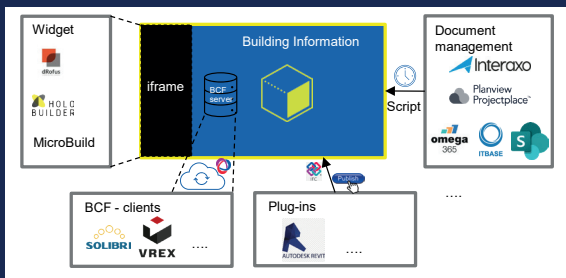 Widget
dRofus
HOLO
BUILDER
MicroBuild
iframe
Building Information
BCF
server
Script
Document
management
Interaxo
Planview
Projectplace™
omega
365
ITBASE
S
....
IFC
Publish
BCF - clients
SOLIBRI
VREX
....
Plug-ins
AUTODESK REVIT
....